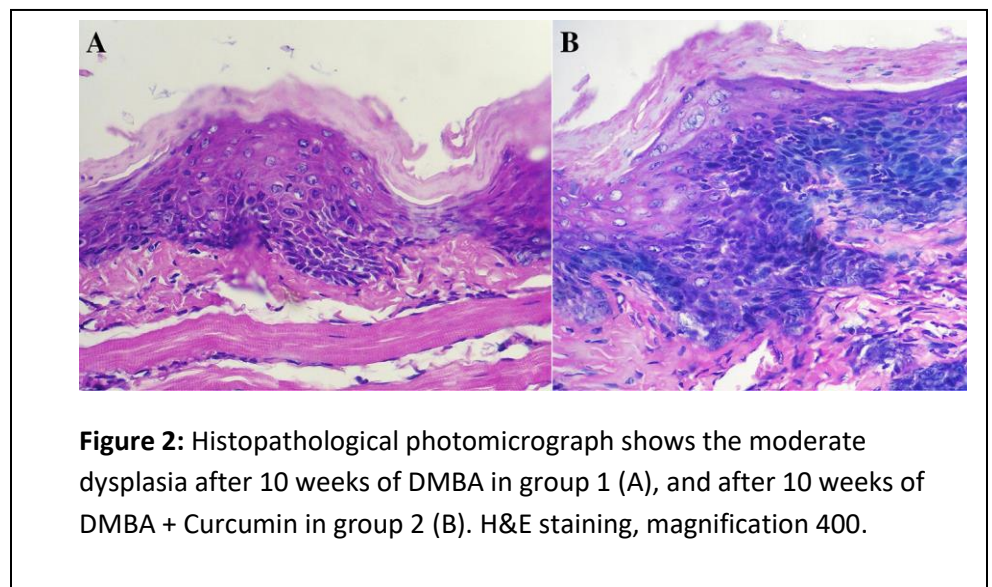 A
B
Figure 2: Histopathological photomicrograph shows the moderate
dysplasia after 10 weeks of DMBA in group 1 (A), and after 10 weeks of
DMBA + Curcumin in group 2 (B). H&E staining, magnification 400.